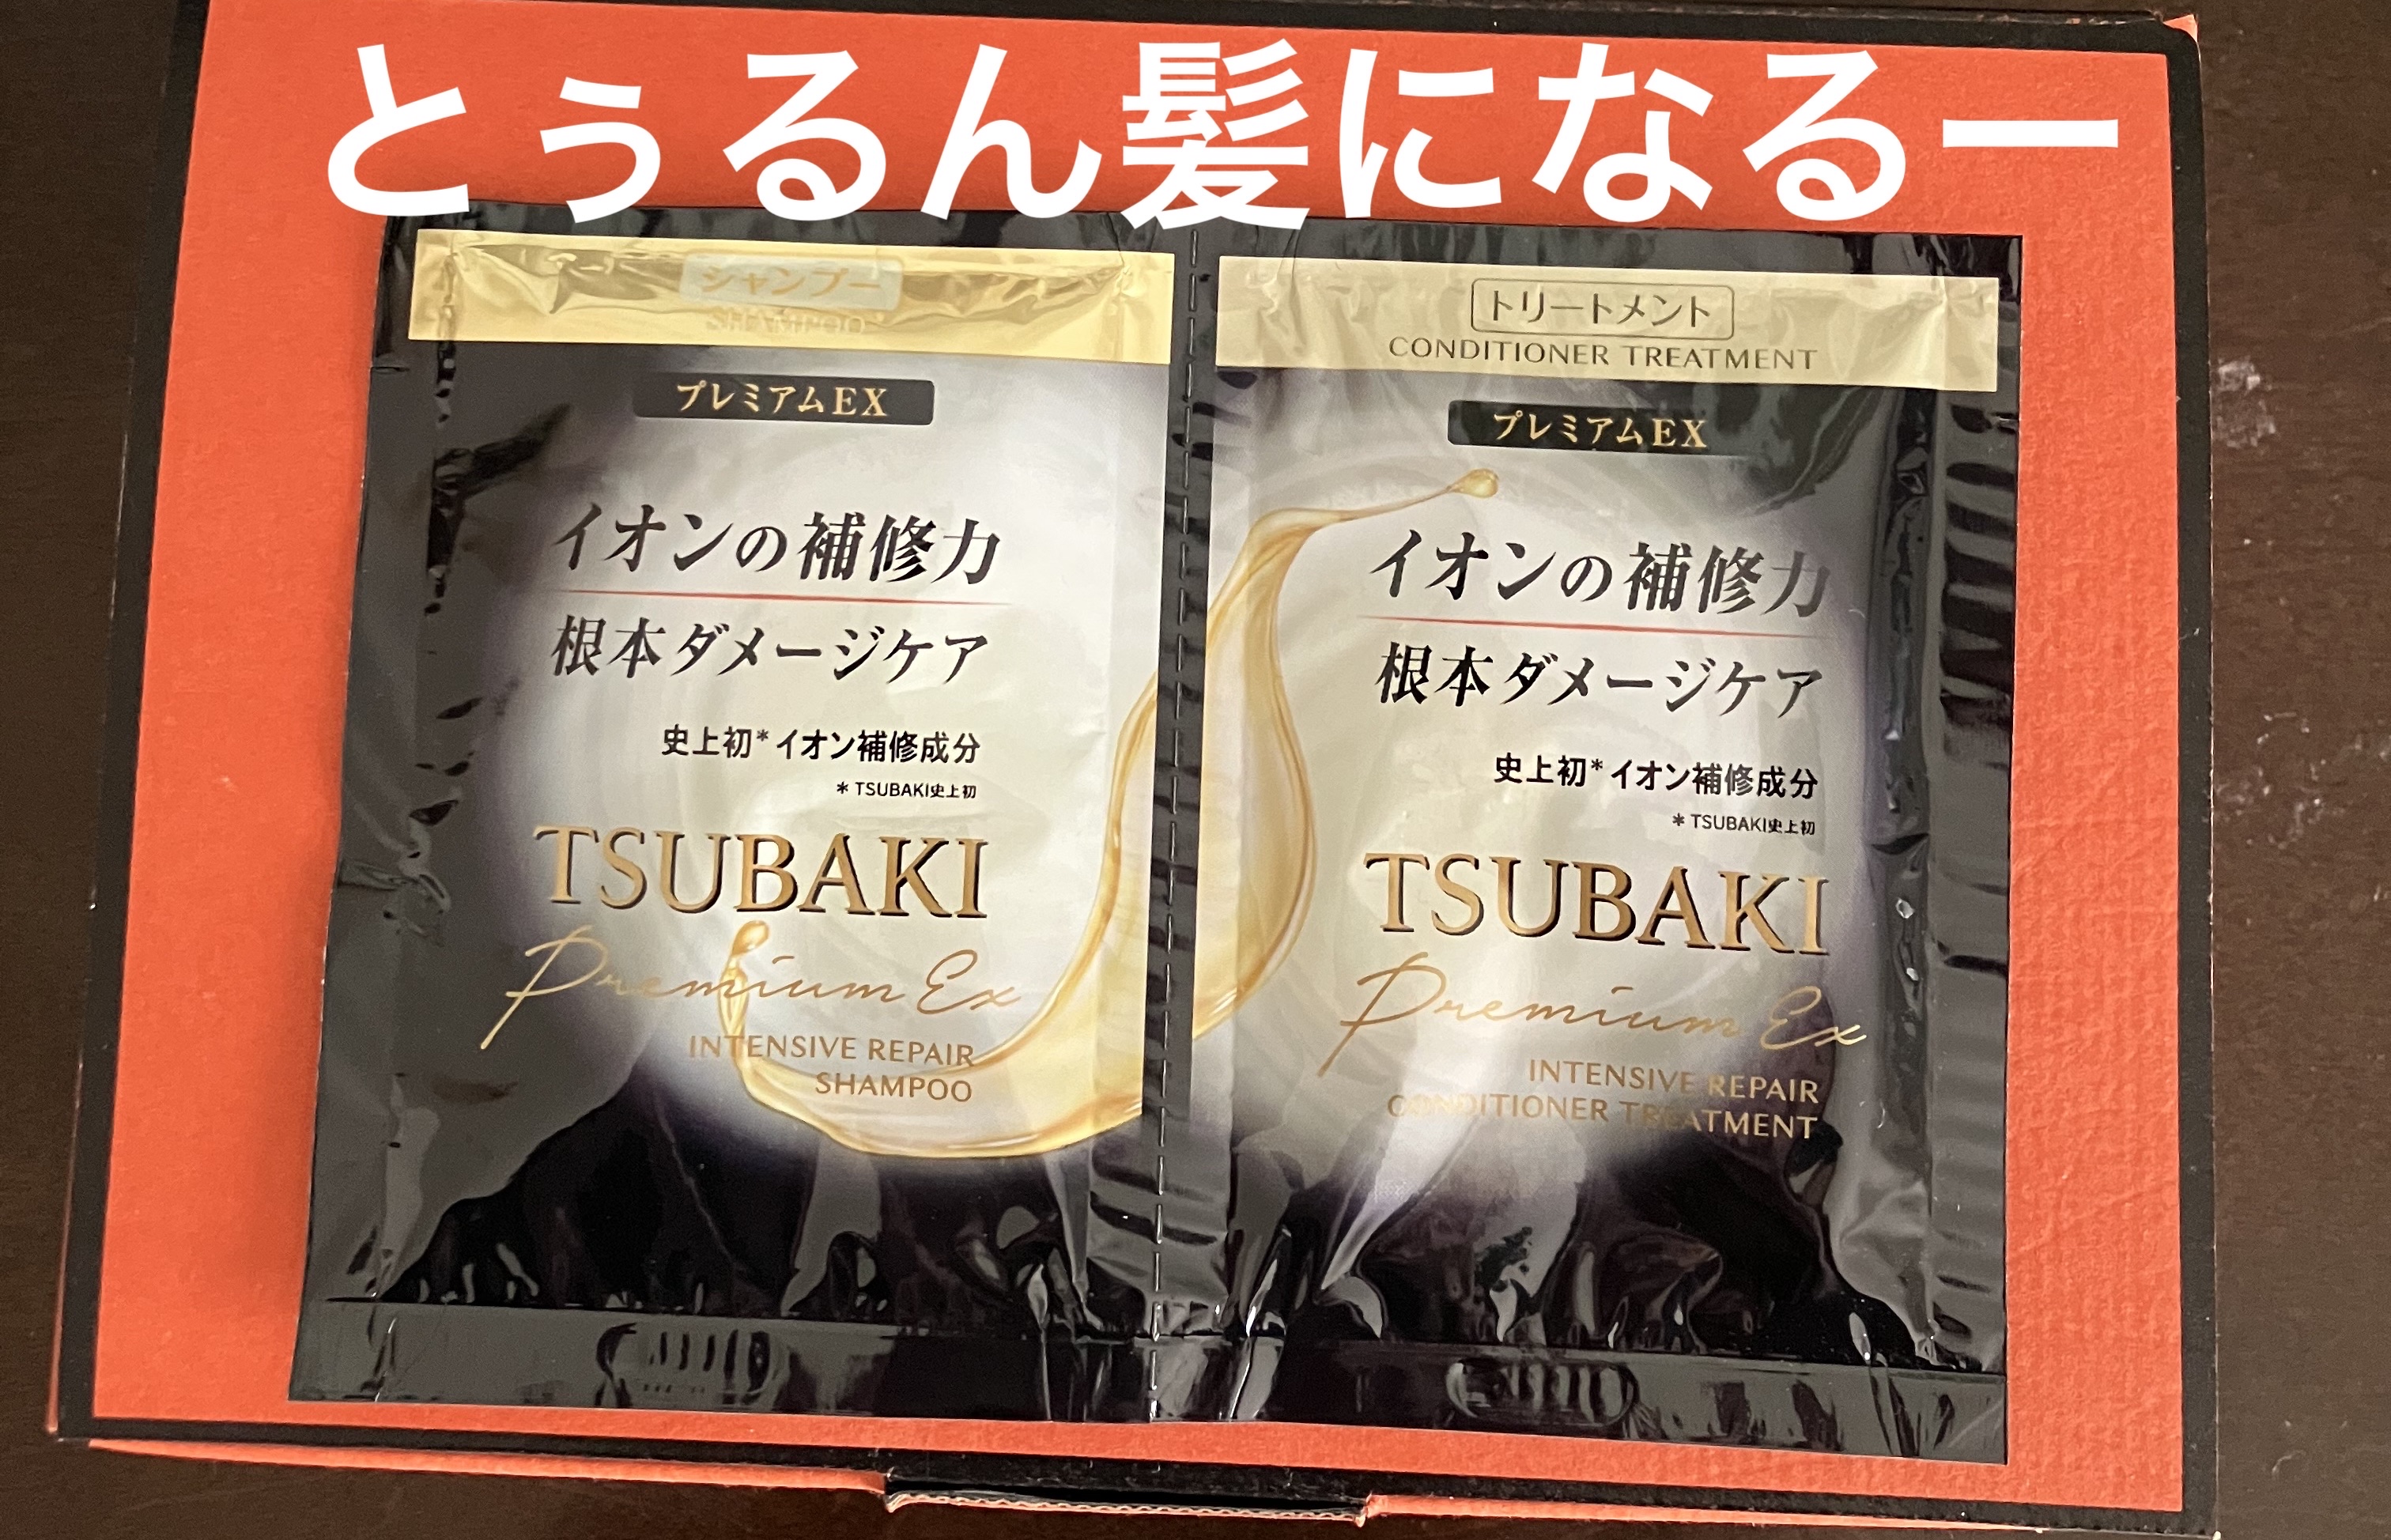 とぅるん髪になるー
シャンプー
SHAMPOO
プレミアムEX
イオンの補修力
根本ダメージケア
史上初*イオン補修成分
*TSUBAKI史上初
TSUBAKI
Premium Ex
INTENSIVE REPAIR
SHAMPOO
トリートメント
CONDITIONER TREATMENT
プレミアムEX
イオンの補修力
根本ダメージケア
史上初*イオン補修成分
*TSUBAKI史上初
TSUBAKI
Premium Ex
INTENSIVE REPAIR
CONDITIONER TREATMENT